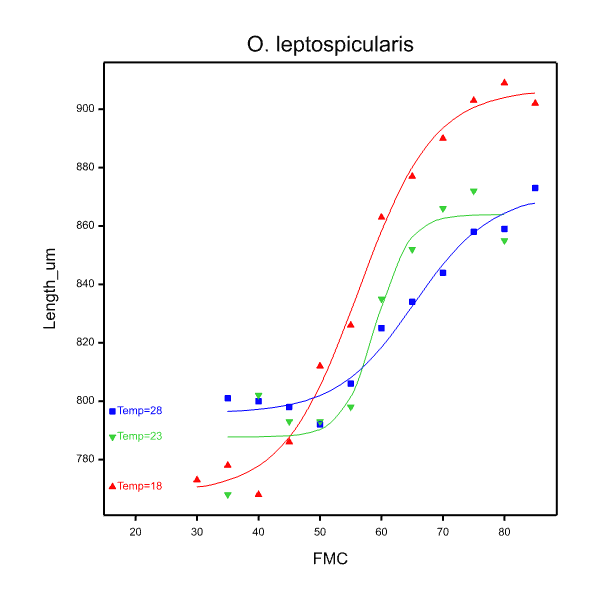 O. leptospicularis
Length_um
900
880
860
840
820
800
780
Temp=28
Temp=23
Temp=18
20 30 40 50 60 70 80
FMC